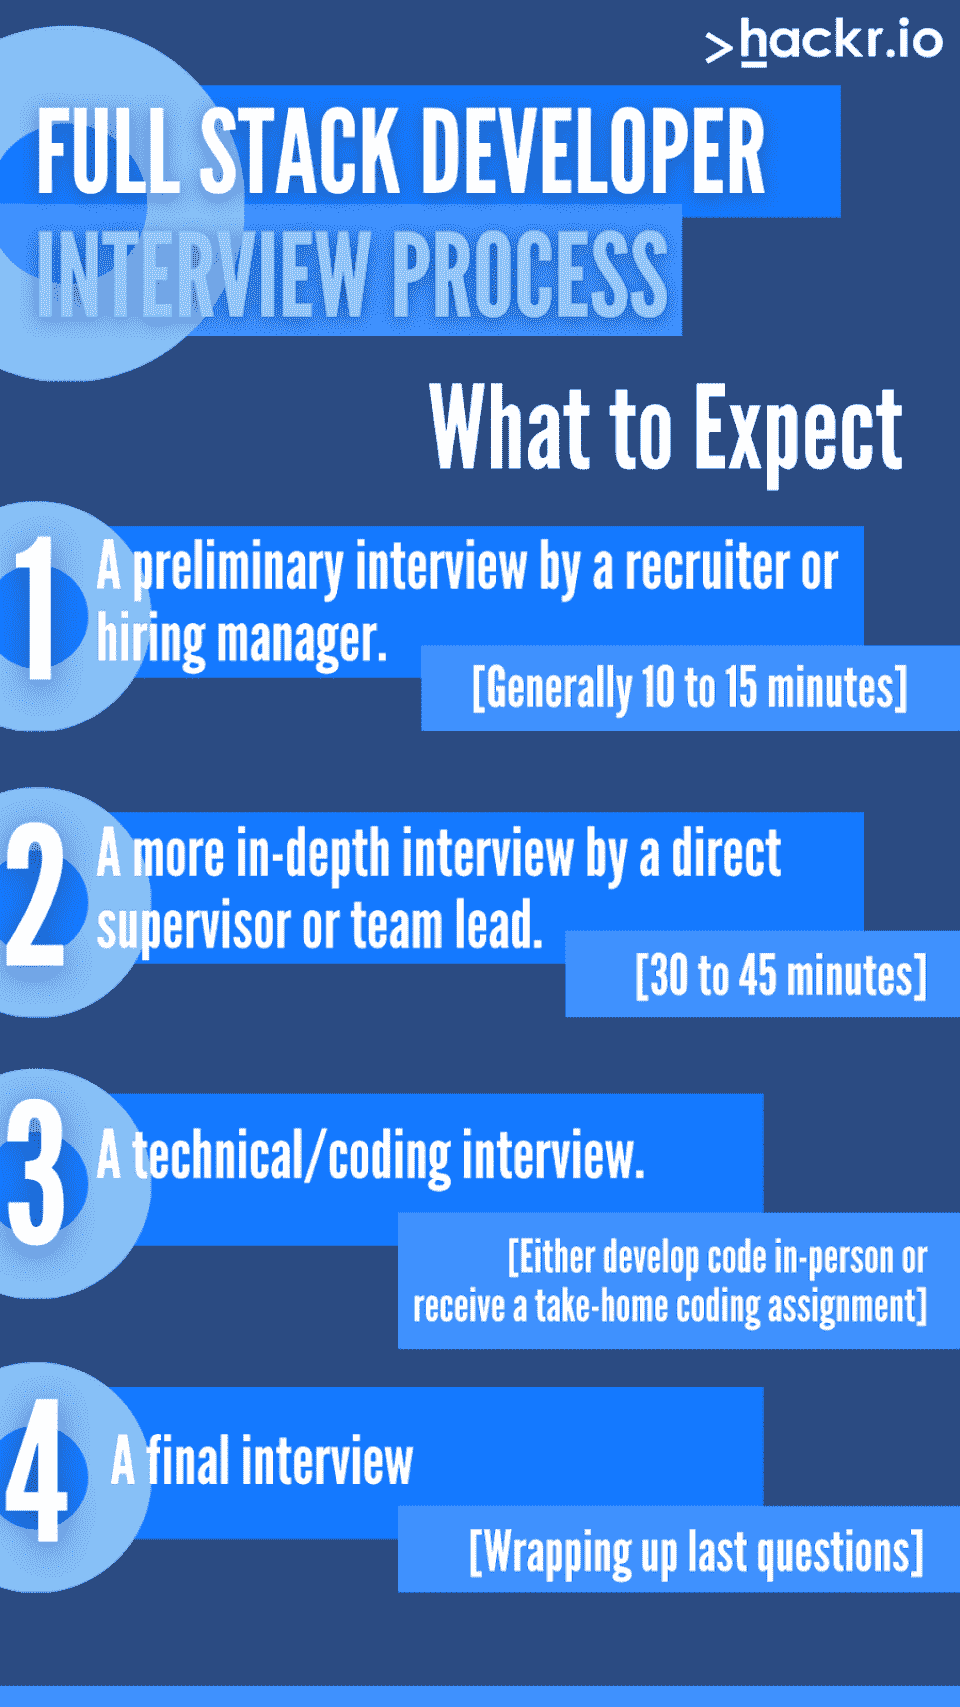 >hackr.io
FULL STACK DEVELOPER
INTERVIEW PROCESS
What to Expect
1
A preliminary interview by a recruiter or
hiring manager.
[Generally 10 to 15 minutes]
2
A more in-depth interview by a direct
supervisor or team lead.
[30 to 45 minutes]
3
A technical/coding interview.
[Either develop code in-person or
receive a take-home coding assignment]
4
A final interview
[Wrapping up last questions]